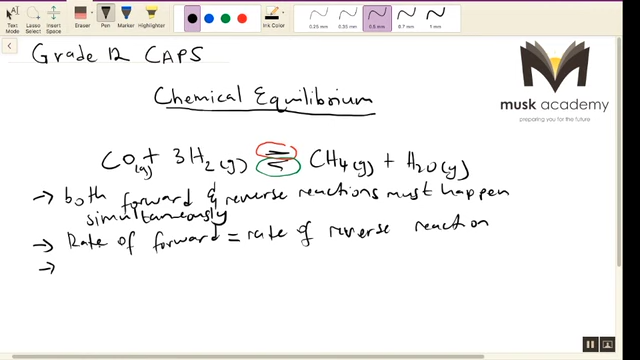 Text Mode
Lasso Select
Insert Space
Eraser
Pen
Marker
Highlighter
0.25 mm
0.35 mm
0.5 mm
0.7 mm
1 mm
Grade 12 CAPS
musk academy
preparing you for the future
Chemical Equilibrium
CO(g) + 3H2(g) ⇌ CH4(g) + H2O(g)
→ both forward & reverse reactions must happen
simultaneously
→ Rate of forward = rate of reverse reaction
→